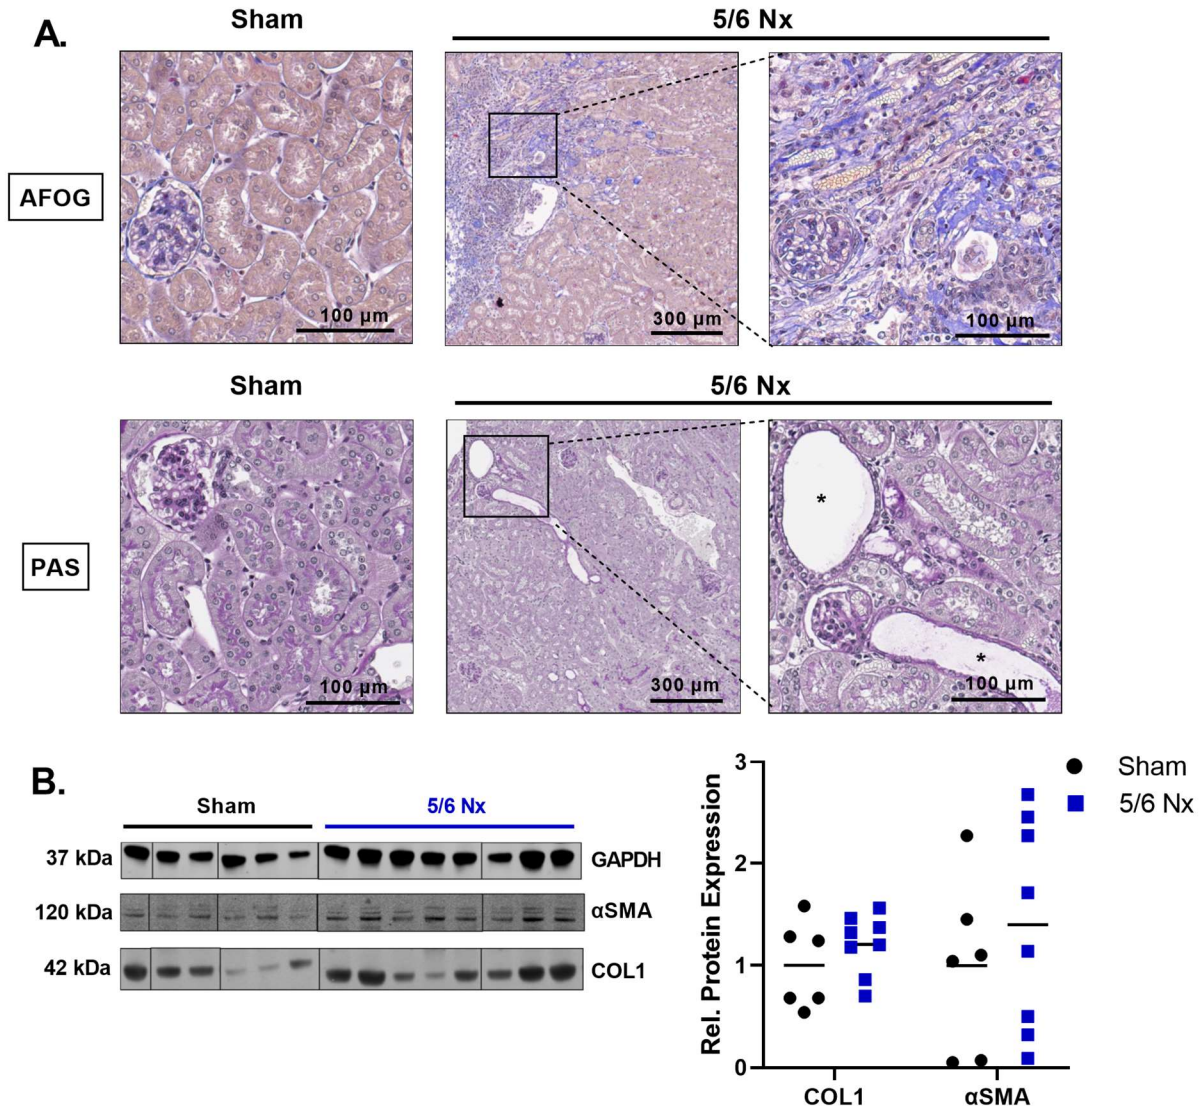 A.
Sham
5/6 Nx
AFOG
100 µm
300 µm
100 µm
Sham
5/6 Nx
PAS
100 µm
300 µm
*
*
100 µm
B.
Sham
5/6 Nx
37 kDa
GAPDH
120 kDa
αSMA
42 kDa
COL1
Rel. Protein Expression
3
2
1
0
COL1
αSMA
Sham
5/6 Nx